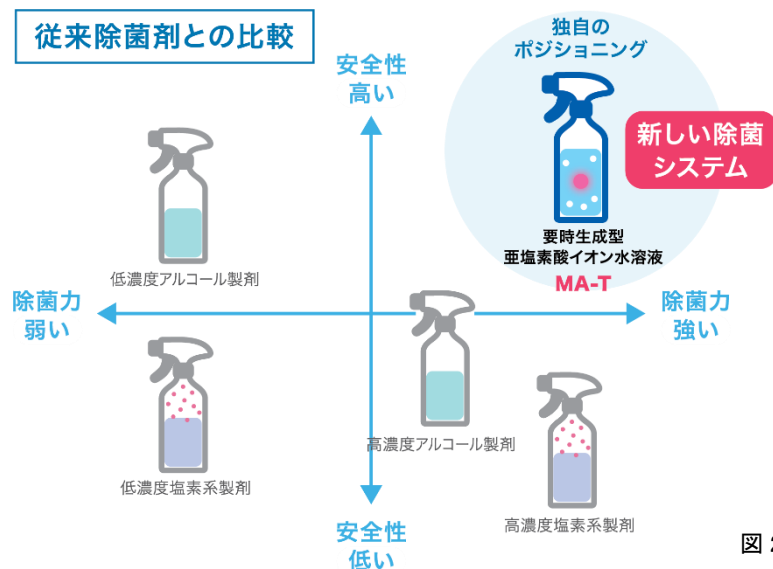 従来除菌剤との比較
独自の
ポジショニング
安全性
高い
新しい除菌
システム
要時生成型
亜塩素酸イオン水溶液
MA-T
低濃度アルコール製剤
除菌力
弱い
除菌力
強い
高濃度アルコール製剤
低濃度塩素系製剤
高濃度塩素系製剤
安全性
低い
図 2